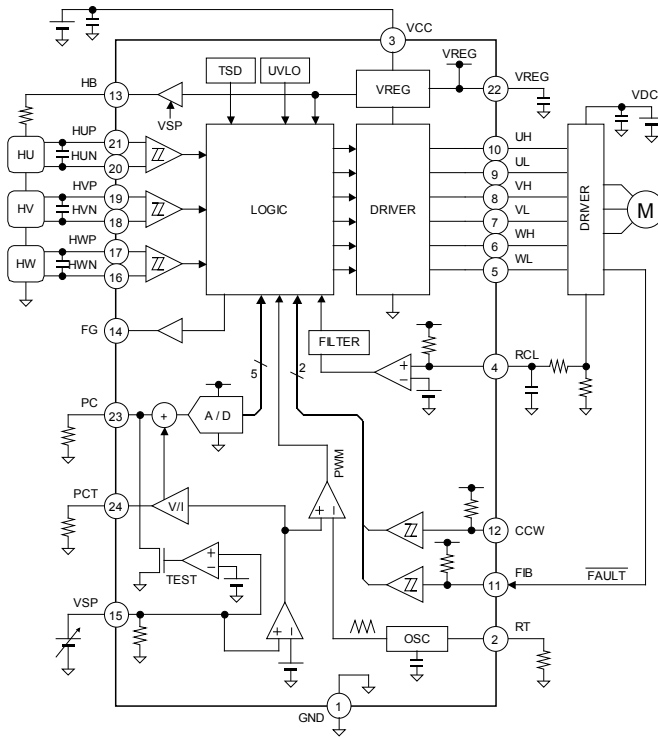 3 VCC
VREG
TSD UVLO
HB 13 VREG 22 VREG
VSP
VDC
HU HUP 21
HUN 20
HV HVP 19
HVN 18
HW HWP 17
HWN 16
LOGIC
DRIVER
10 UH
9 UL
8 VH
7 VL
6 WH
5 WL
DRIVER
M
FG 14
FILTER
5
2
+
−
4 RCL
PC 23
+
A / D
PWM
PCT 24
V/I
+ −
12 CCW
TEST
+
−
11 FIB
FAULT
VSP 15
+ −
OSC
2 RT
1
GND